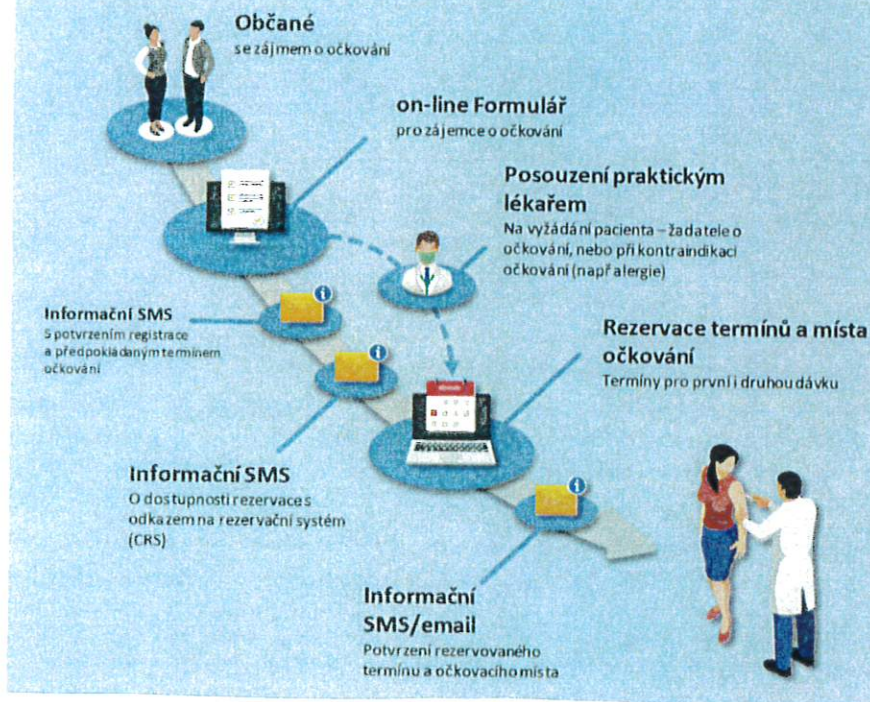 Občané
se zájmem o očkování
on-line Formulář
pro zájemce o očkování
Posouzení praktickým
lékařem
Na vyžádání pacienta – žadatele o
očkování, nebo při kontraindikaci
očkování (např alergie)
Informační SMS
S potvrzením registrace
a předpokládaným termínem
očkování
Rezervace termínů a místa
očkování
Termíny pro první i druhou dávku
Informační SMS
O dostupnosti rezervace s
odkazem na rezervační systém
(CRS)
Informační
SMS/email
Potvrzení rezervovaného
termínu a očkovacího místa